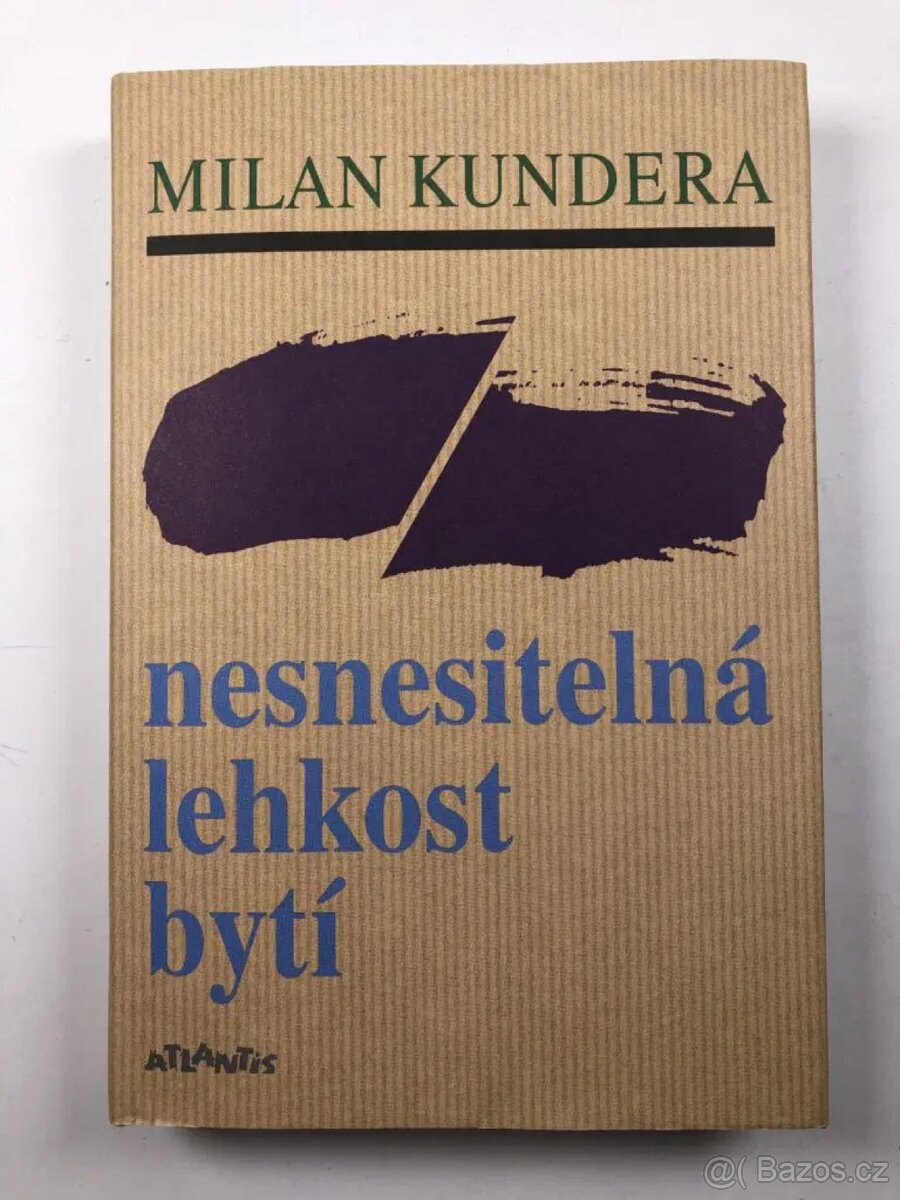 MILAN KUNDERA
nesnesitelná
lehkost
bytí
ATLANTiS
@( Bazos.cz